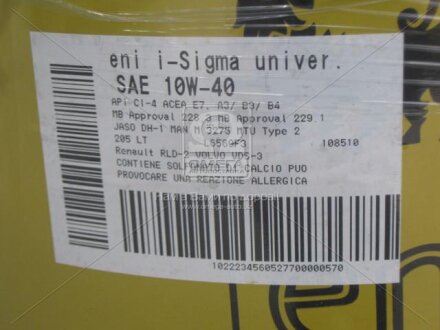 eni i-Sigma univer.
SAE 10W-40
API CI-4 ACEA E7, A3/ B3/ B4
MB Approval 228.3 MB Approval 229.1
JASO DH-1 MAN M 3275 MTU Type 2
205 LT 108510
Renault RLD-2 VOLVO VDS-3
CONTIENE SOLFONATO DI CALCIO PUO
PROVOCARE UNA REAZIONE ALLERGICA
1022234560527700000570
en